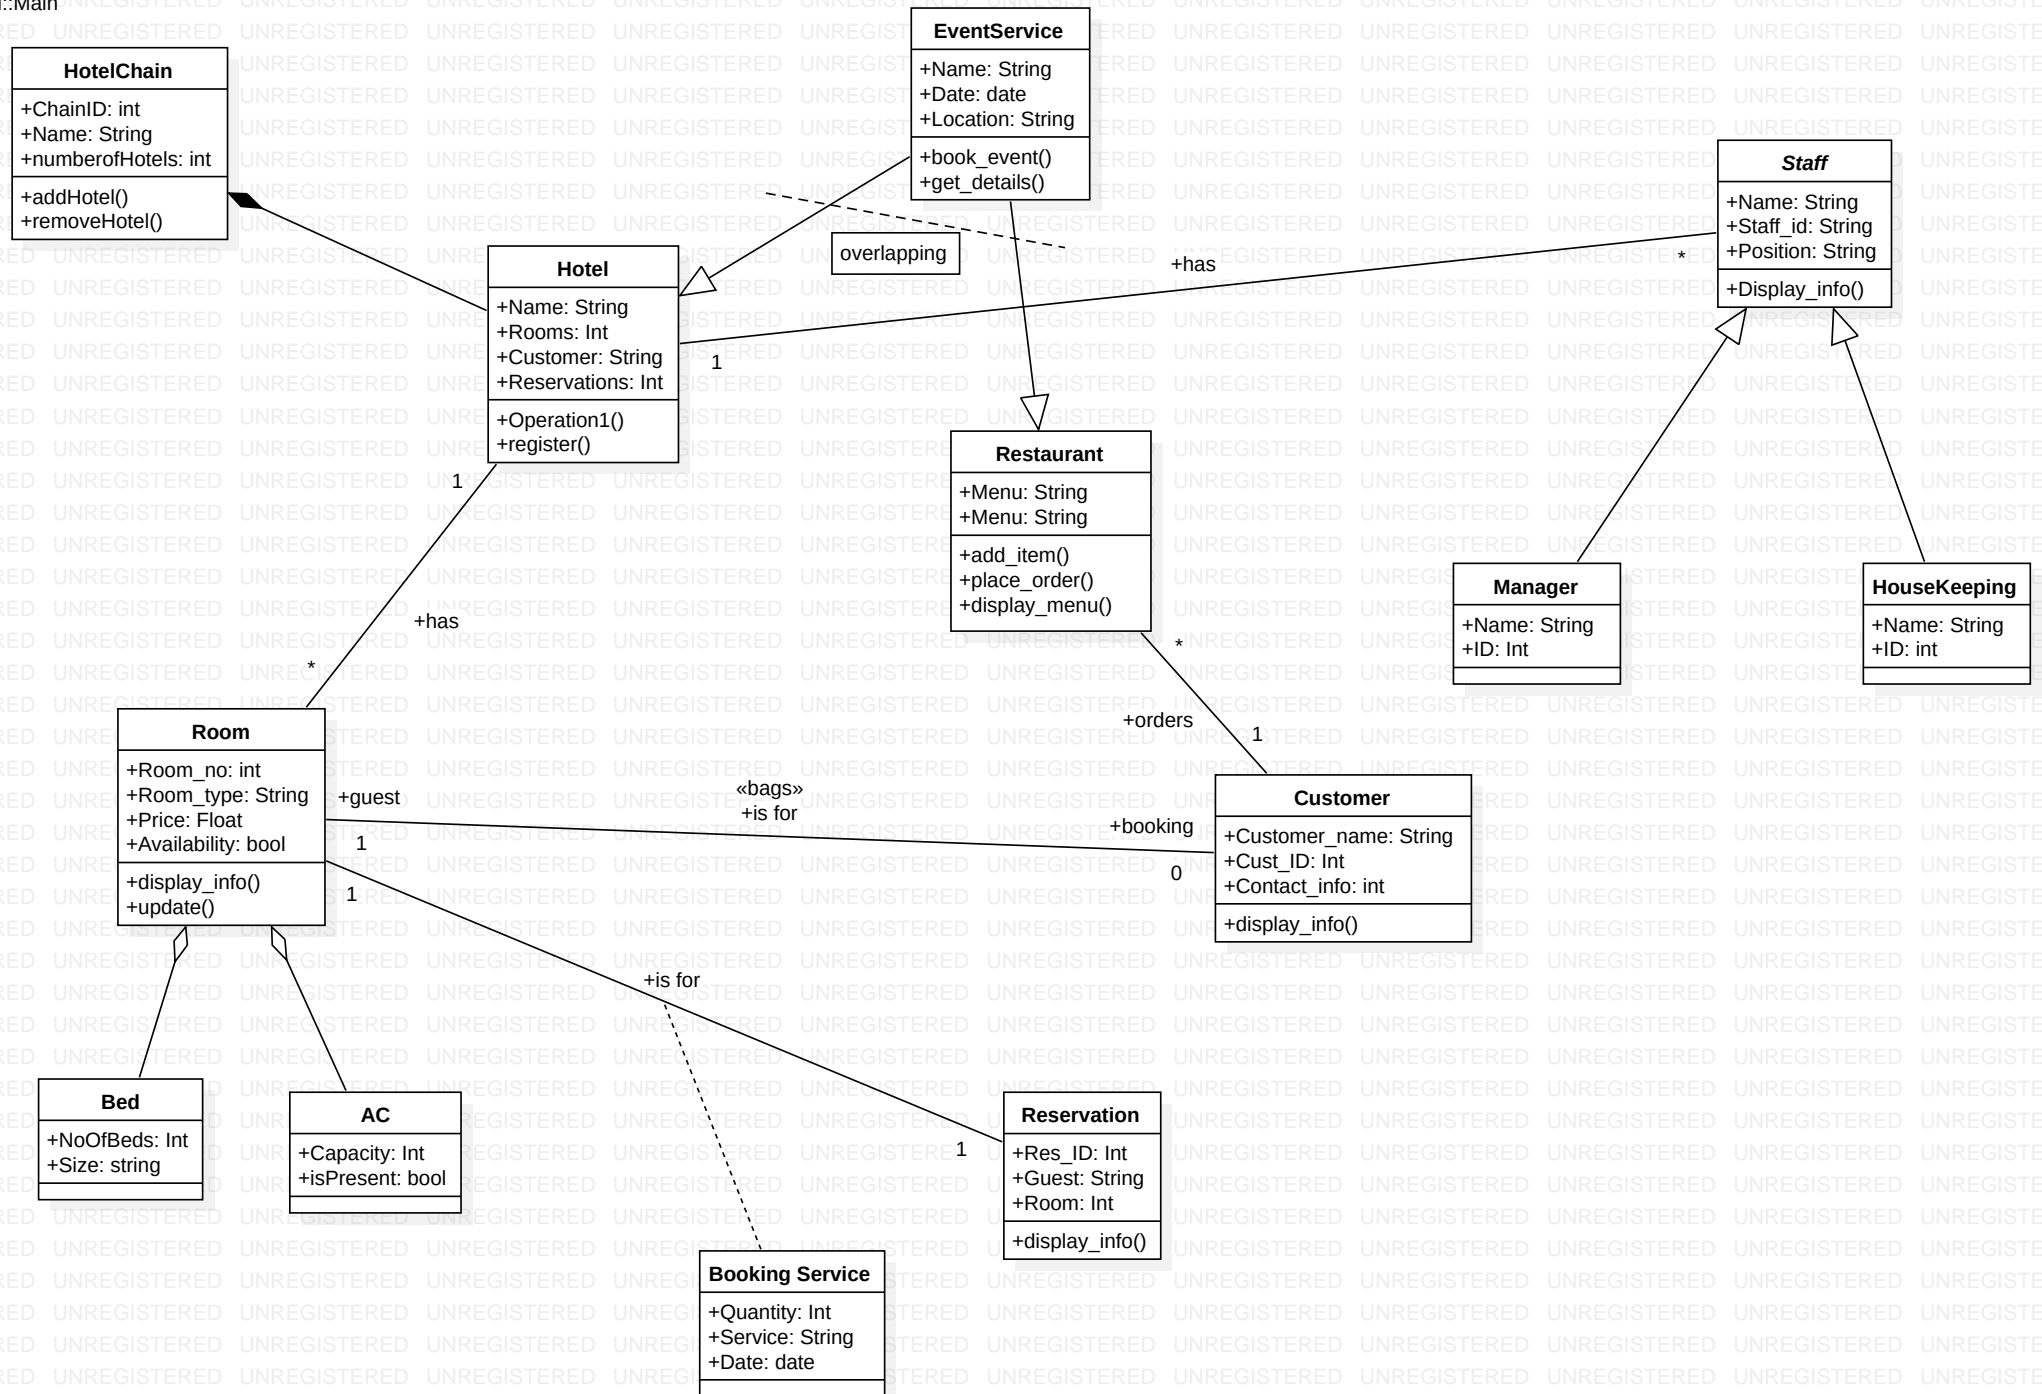 ::Main
HotelChain
+ChainID: int
+Name: String
+numberofHotels: int
+addHotel()
+removeHotel()
EventService
+Name: String
+Date: date
+Location: String
+book_event()
+get_details()
overlapping
Staff
+Name: String
+Staff_id: String
+Position: String
+Display_info()
Hotel
+Name: String
+Rooms: Int
+Customer: String
+Reservations: Int
+Operation1()
+register()
+has
*
1
1
+has
*
Restaurant
+Menu: String
+Menu: String
+add_item()
+place_order()
+display_menu()
Manager
+Name: String
+ID: Int
HouseKeeping
+Name: String
+ID: int
*
+orders
1
Room
+Room_no: int
+Room_type: String
+Price: Float
+Availability: bool
+display_info()
+update()
+guest
1
«bags»
+is for
+booking
0
Customer
+Customer_name: String
+Cust_ID: Int
+Contact_info: int
+display_info()
1
+is for
1
Bed
+NoOfBeds: Int
+Size: string
AC
+Capacity: Int
+isPresent: bool
Reservation
+Res_ID: Int
+Guest: String
+Room: Int
+display_info()
Booking Service
+Quantity: Int
+Service: String
+Date: date
UNREGISTERED